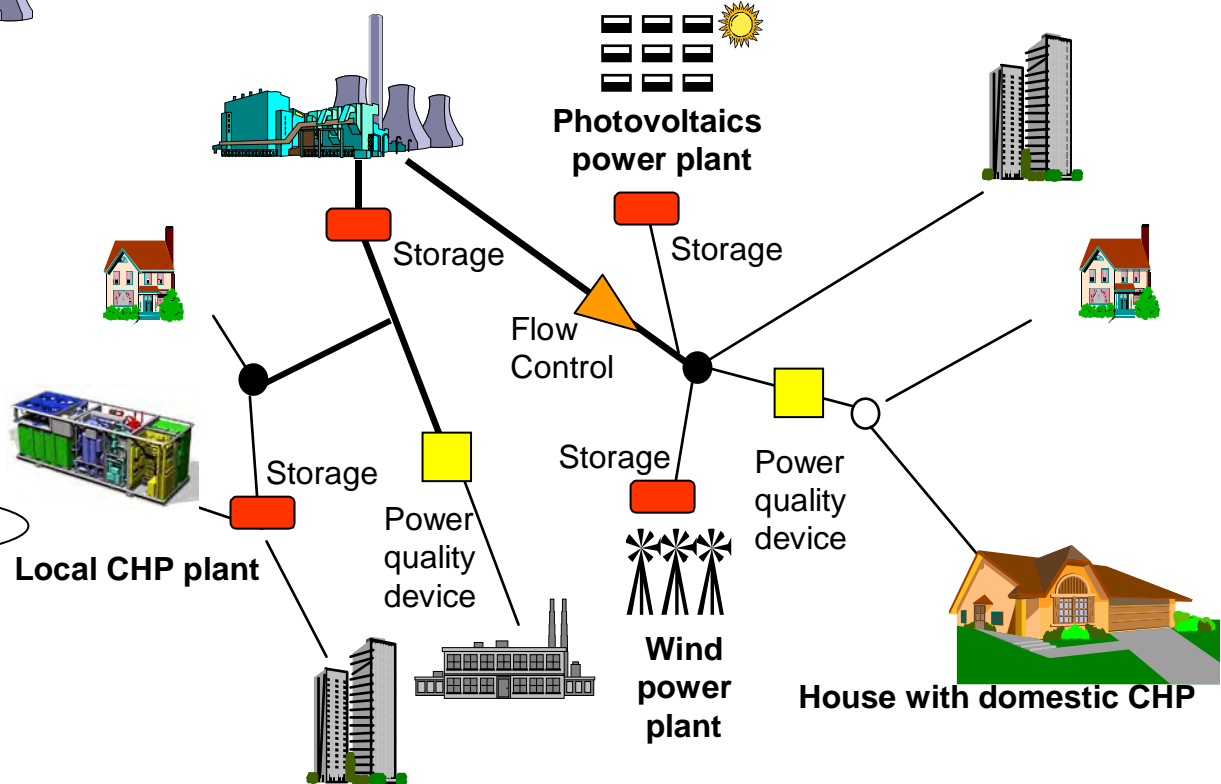 Photovoltaics
power plant
Storage
Storage
Flow
Control
Storage
Storage
Power
quality
device
Power
quality
device
Local CHP plant
Wind
power
plant
House with domestic CHP